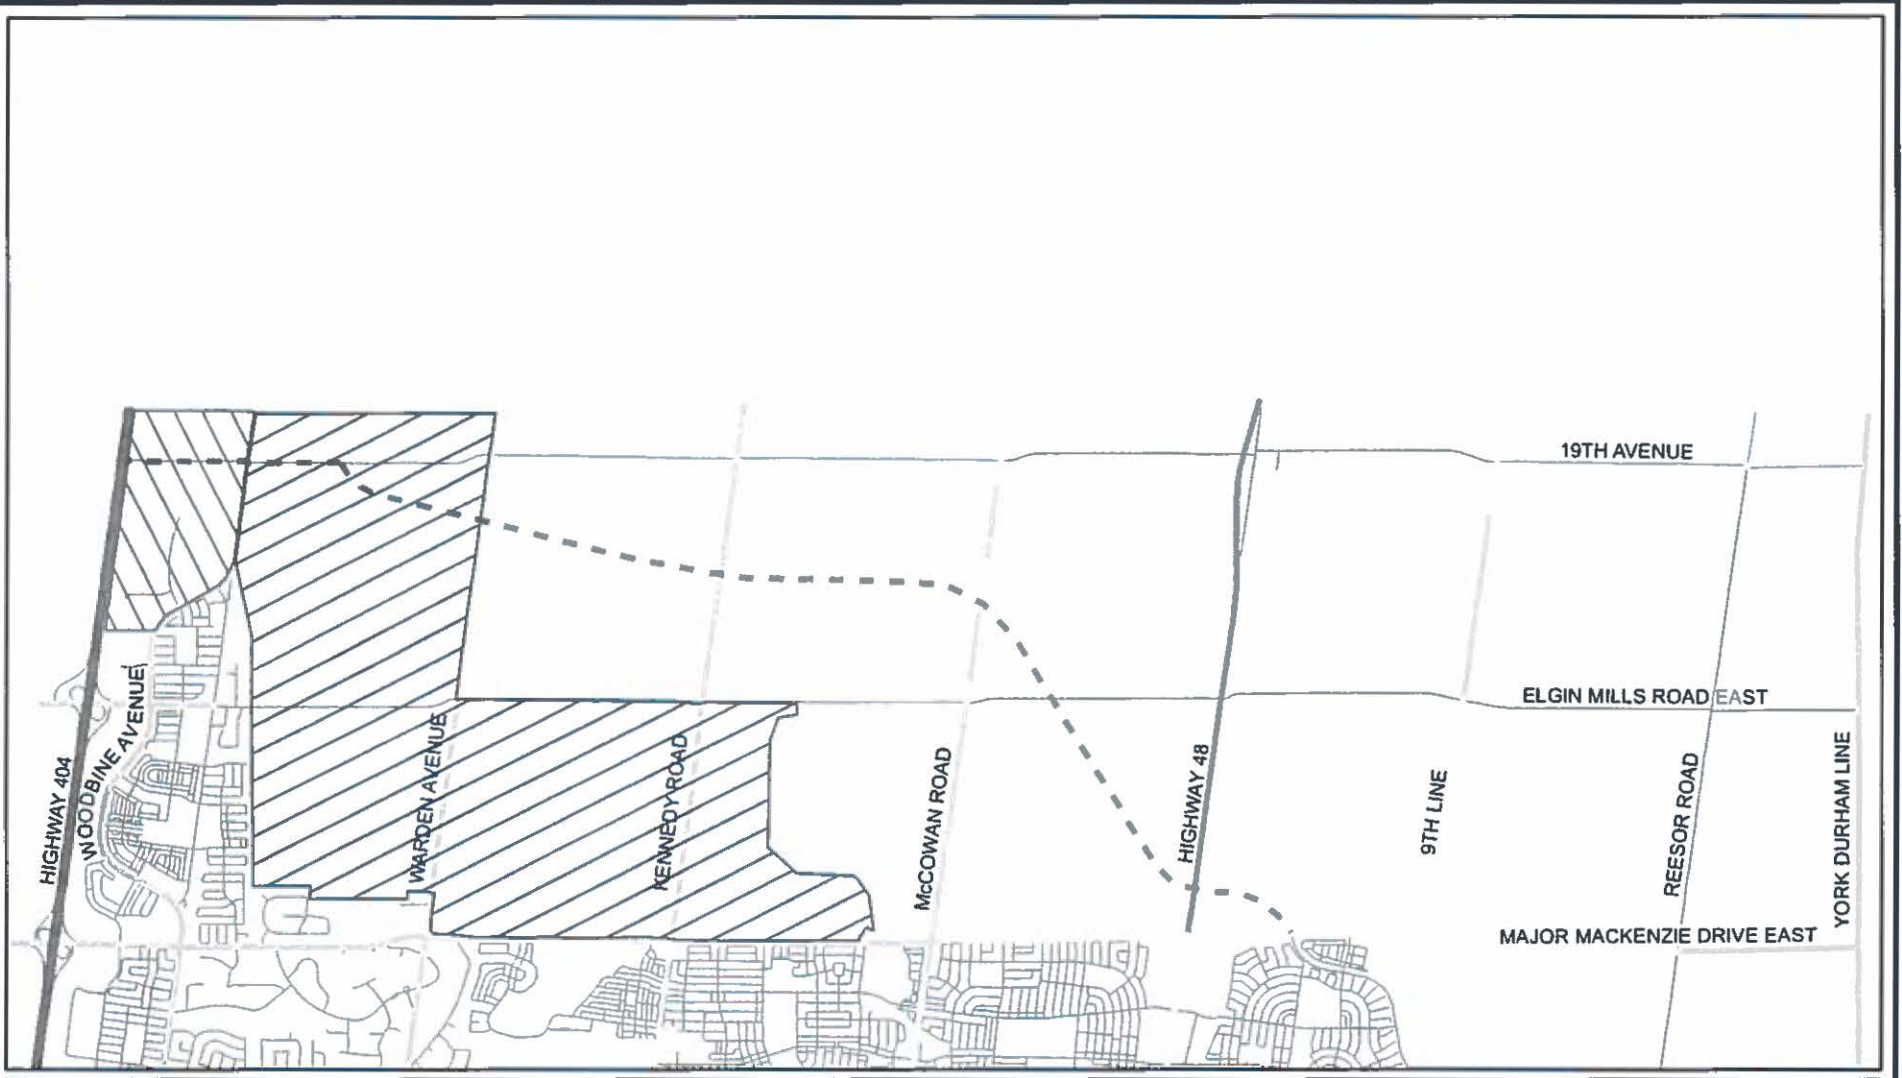 19TH AVENUE
ELGIN MILLS ROAD EAST
HIGHWAY 404
WOODBINE AVENUE
WARDEN AVENUE
KENNEDY ROAD
McCOWAN ROAD
HIGHWAY 48
9TH LINE
REESOR ROAD
YORK DURHAM LINE
MAJOR MACKENZIE DRIVE EAST